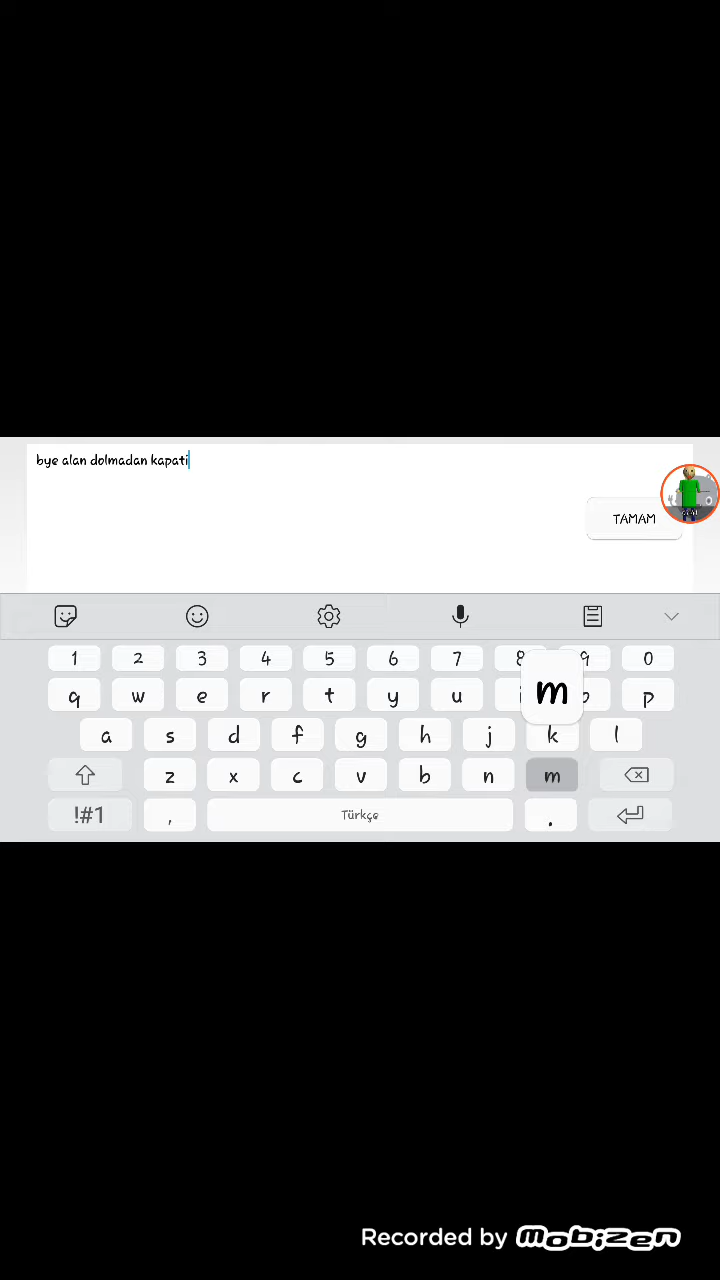 bye alan dolmadan kapati
TAMAM
1 2 3 4 5 6 7 8 9 0
q w e r t y u p
m
a s d f g h j k l
z x c v b n m
!#1 , Türkçe .
Recorded by mobizen